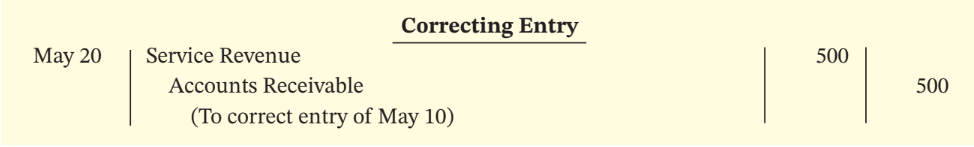 Correcting Entry
May 20 Service Revenue 500
Accounts Receivable 500
(To correct entry of May 10)